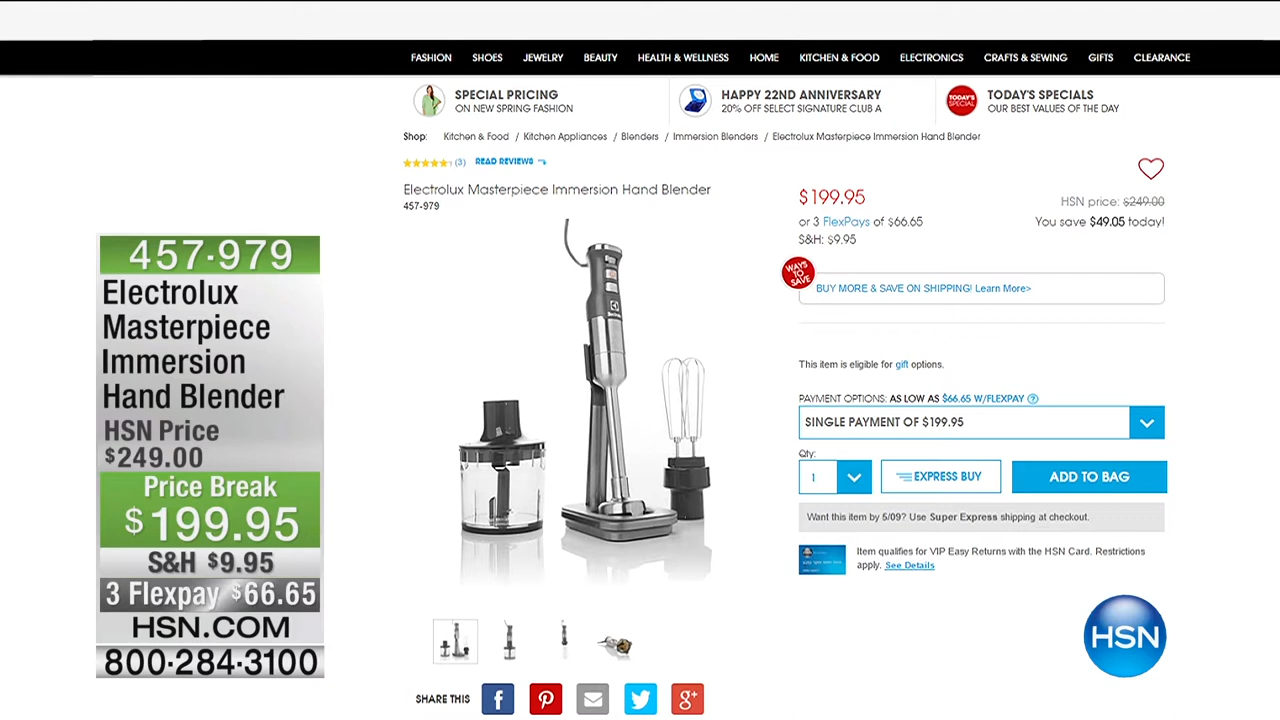 FASHION SHOES JEWELRY BEAUTY HEALTH & WELLNESS HOME KITCHEN & FOOD ELECTRONICS CRAFTS & SEWING GIFTS CLEARANCE
SPECIAL PRICING
ON NEW SPRING FASHION
HAPPY 22ND ANNIVERSARY
20% OFF SELECT SIGNATURE CLUB A
TODAY'S SPECIAL
TODAY'S SPECIALS
OUR BEST VALUES OF THE DAY
Shop: Kitchen & Food / Kitchen Appliances / Blenders / Immersion Blenders / Electrolux Masterpiece Immersion Hand Blender
(3) READ REVIEWS
Electrolux Masterpiece Immersion Hand Blender
457-979
$199.95
or 3 FlexPays of $66.65
S&H: $9.95
HSN price: $249.00
You save $49.05 today!
WAYS TO SAVE
BUY MORE & SAVE ON SHIPPING! Learn More>
This item is eligible for gift options.
PAYMENT OPTIONS: AS LOW AS $66.65 W/FLEXPAY ?
SINGLE PAYMENT OF $199.95
Qty:
1
EXPRESS BUY
ADD TO BAG
Want this item by 5/09? Use Super Express shipping at checkout.
Item qualifies for VIP Easy Returns with the HSN Card. Restrictions
apply. See Details
457-979
Electrolux
Masterpiece
Immersion
Hand Blender
HSN Price
$249.00
Price Break
$199.95
S&H $9.95
3 Flexpay $66.65
HSN.COM
800-284-3100
SHARE THIS
HSN